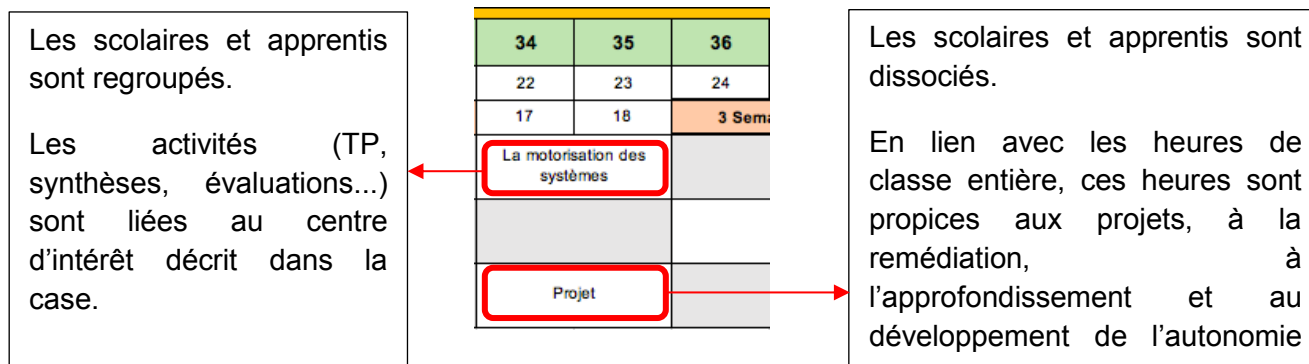 Les scolaires et apprentis
sont regroupés.
Les activités (TP,
synthèses, évaluations...)
sont liées au centre
d'intérêt décrit dans la
case.
34 35 36
22 23 24
17 18 3 Sem
La motorisation des
systèmes
Projet
Les scolaires et apprentis sont
dissociés.
En lien avec les heures de
classe entière, ces heures sont
propices aux projets, à la
remédiation, à
l'approfondissement et au
développement de l'autonomie